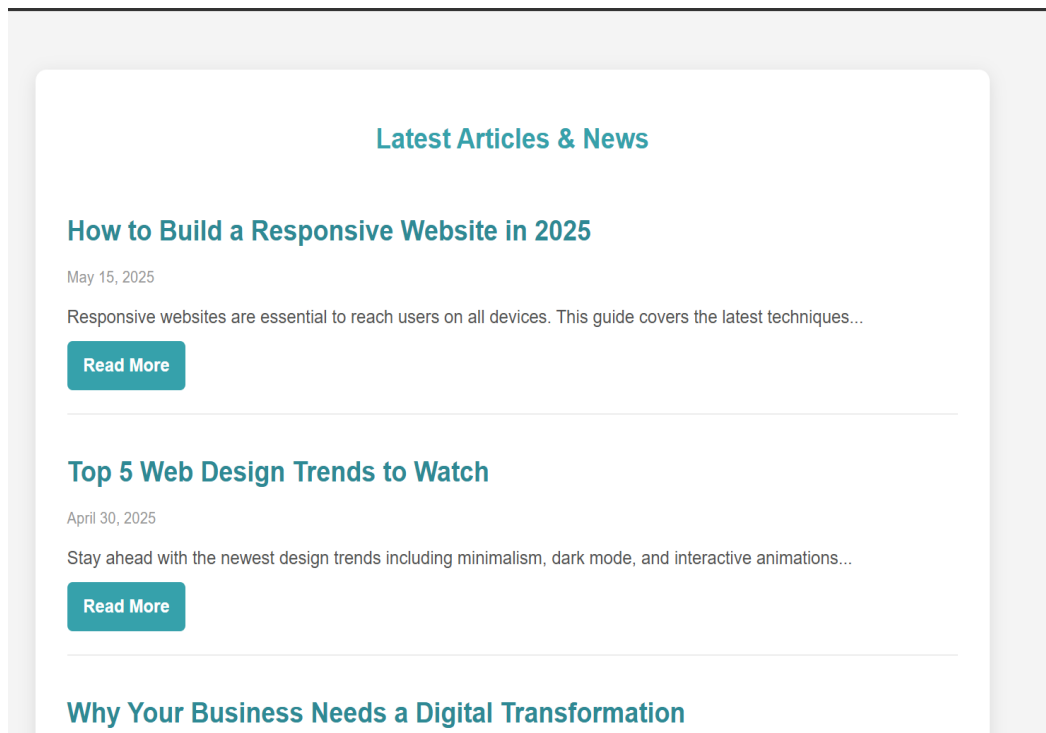 Latest Articles & News
How to Build a Responsive Website in 2025
May 15, 2025
Responsive websites are essential to reach users on all devices. This guide covers the latest techniques...
Read More
Top 5 Web Design Trends to Watch
April 30, 2025
Stay ahead with the newest design trends including minimalism, dark mode, and interactive animations...
Read More
Why Your Business Needs a Digital Transformation